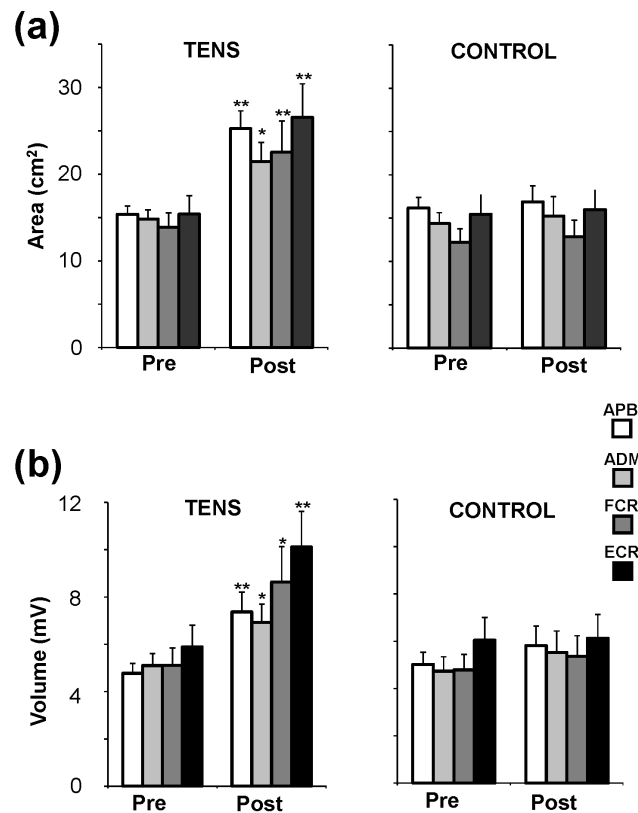 (a)
TENS
CONTROL
Area (cm²)
30
20
10
0
** * ** **
Pre
Post
Pre
Post
APB
ADM
FCR
ECR
(b)
TENS
CONTROL
Volume (mV)
12
8
4
0
** * * **
Pre
Post
Pre
Post